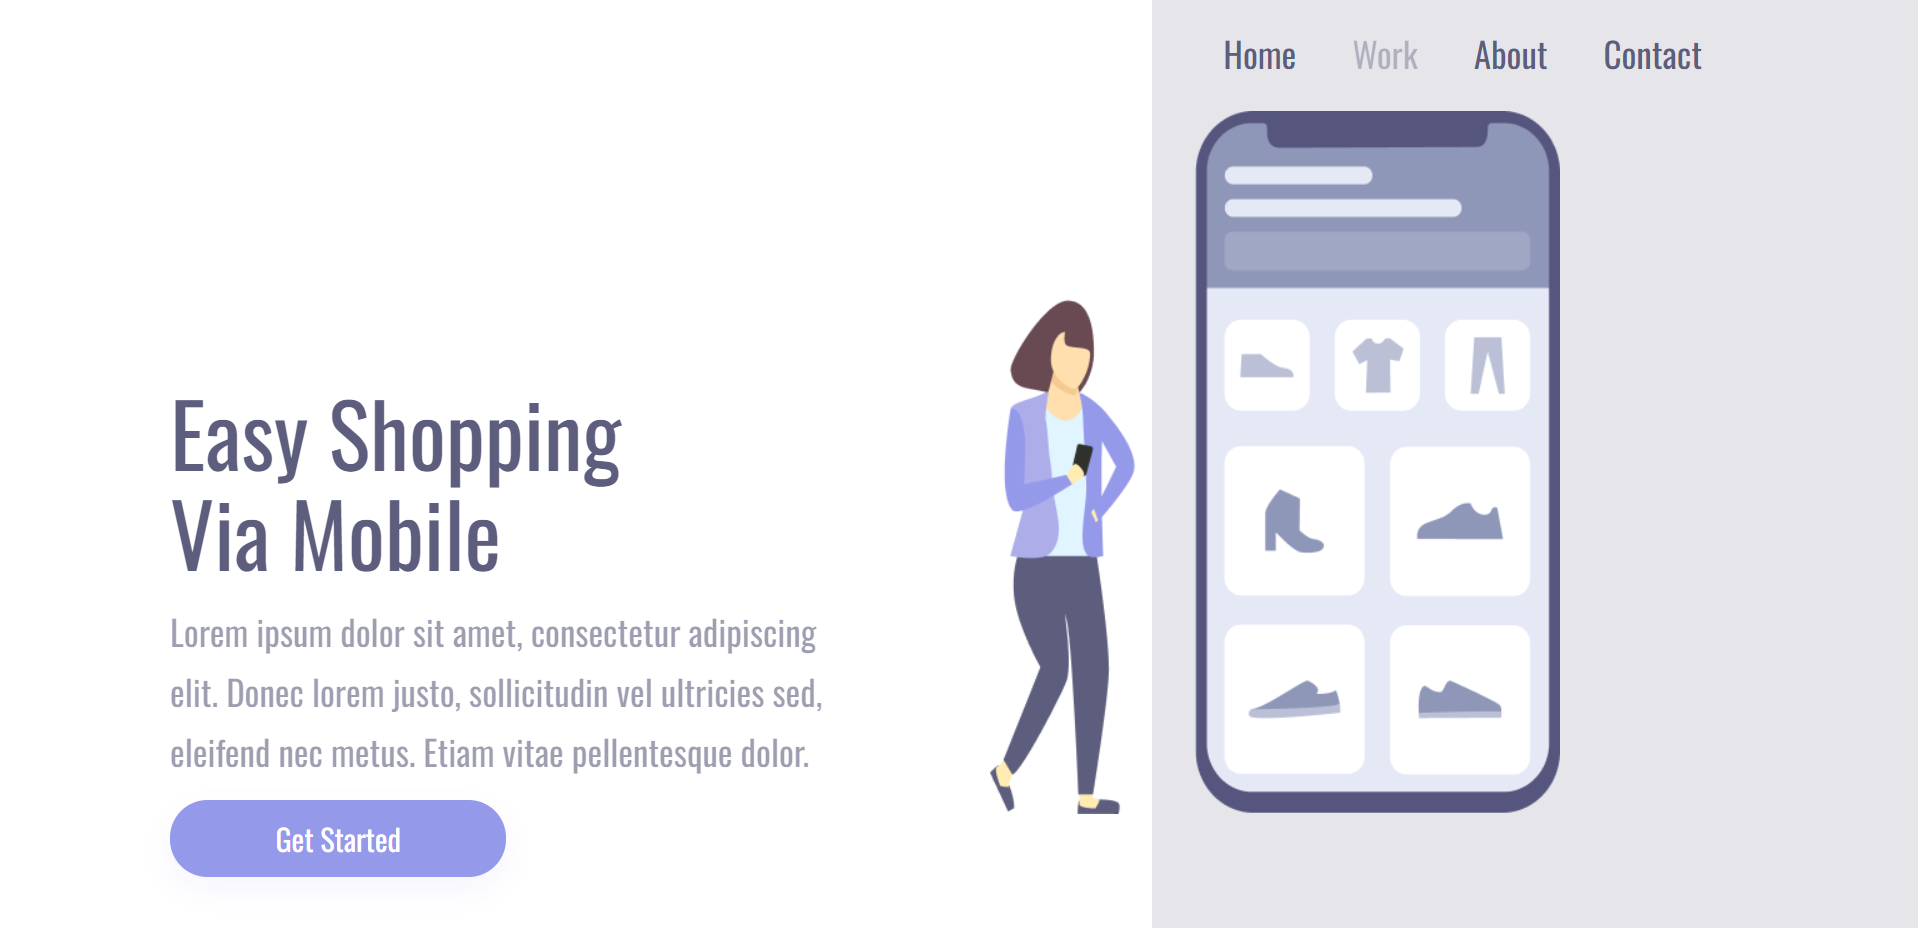 Home Work About Contact
Easy Shopping
Via Mobile
Lorem ipsum dolor sit amet, consectetur adipiscing
elit. Donec lorem justo, sollicitudin vel ultricies sed,
eleifend nec metus. Etiam vitae pellentesque dolor.
Get Started